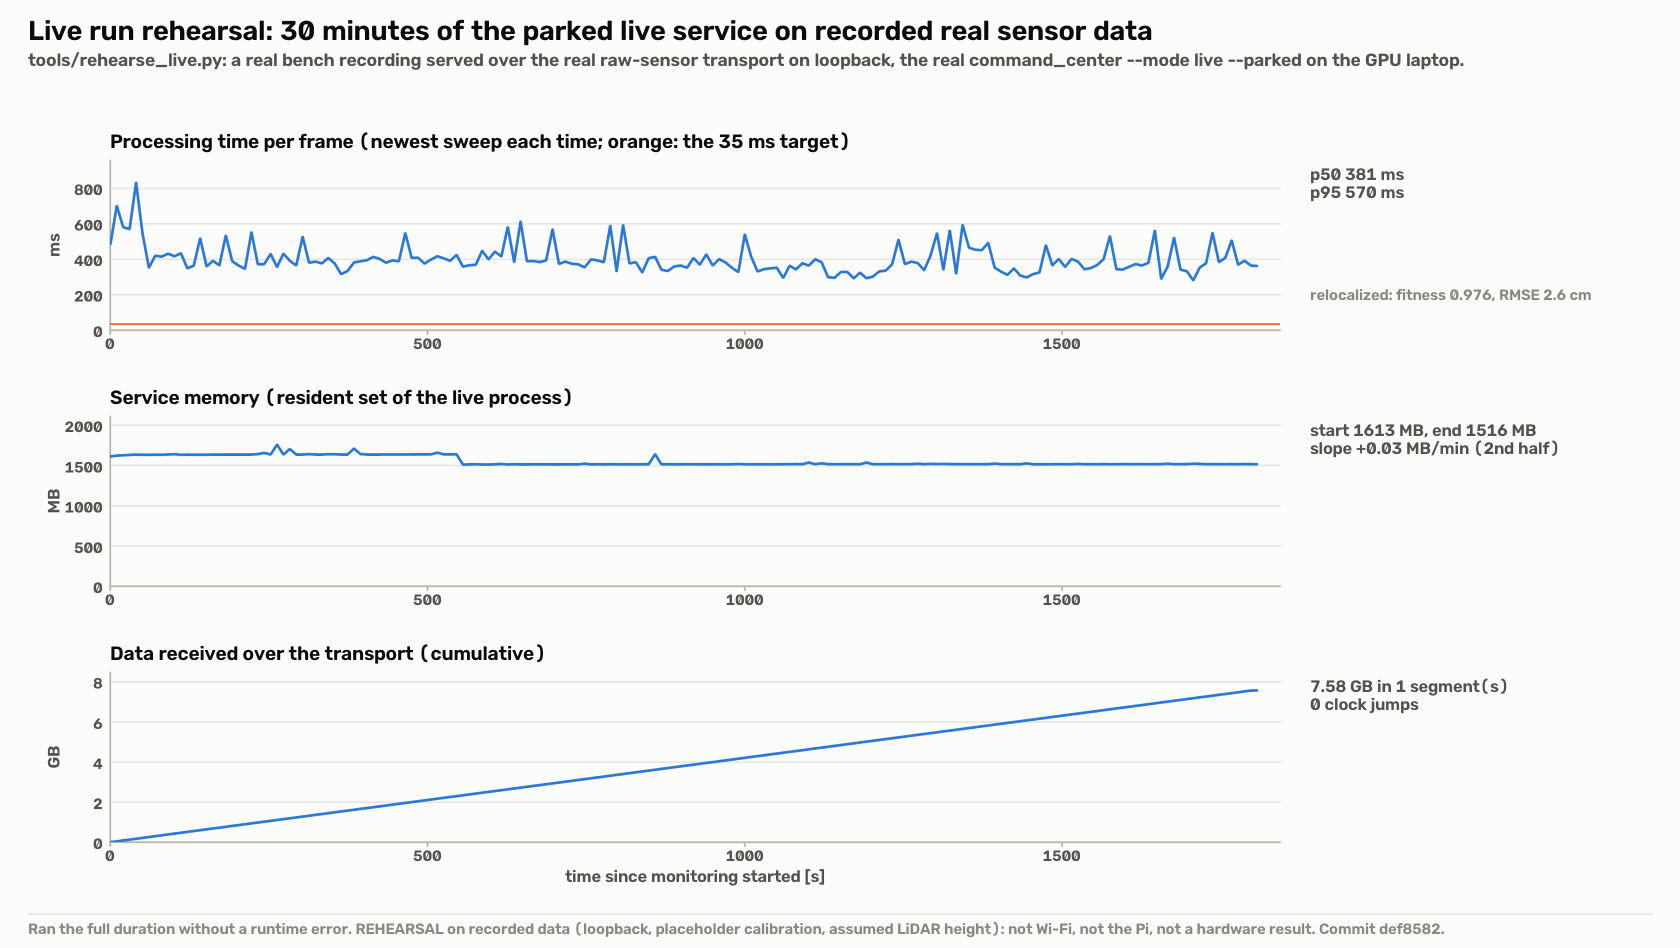 Live run rehearsal: 30 minutes of the parked live service on recorded real sensor data
tools/rehearse_live.py: a real bench recording served over the real raw-sensor transport on loopback, the real command_center --mode live --parked on the GPU laptop.
Processing time per frame (newest sweep each time; orange: the 35 ms target)
800
600
400
200
0
ms
0
500
1000
1500
p50 381 ms
p95 570 ms
relocalized: fitness 0.976, RMSE 2.6 cm
Service memory (resident set of the live process)
2000
1500
1000
500
0
MB
0
500
1000
1500
start 1613 MB, end 1516 MB
slope +0.03 MB/min (2nd half)
Data received over the transport (cumulative)
8
6
4
2
0
GB
0
500
1000
1500
time since monitoring started [s]
7.58 GB in 1 segment(s)
0 clock jumps
Ran the full duration without a runtime error. REHEARSAL on recorded data (loopback, placeholder calibration, assumed LiDAR height): not Wi-Fi, not the Pi, not a hardware result. Commit def8582.